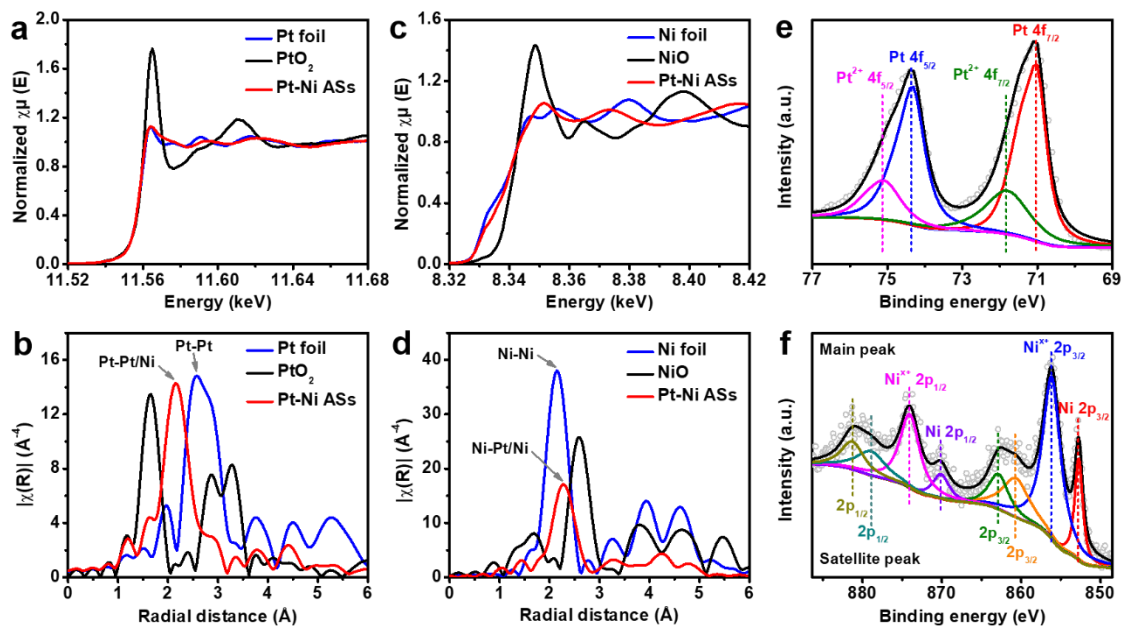 a
Normalized χμ (E)
2.0
1.6
1.2
0.8
0.4
0.0
Pt foil
PtO₂
Pt-Ni ASs
11.52 11.56 11.60 11.64 11.68
Energy (keV)
c
Normalized χμ (E)
1.6
1.2
0.8
0.4
0.0
Ni foil
NiO
Pt-Ni ASs
8.32 8.34 8.36 8.38 8.40 8.42
Energy (keV)
e
Intensity (a.u.)
Pt 4f₇/₂
Pt 4f₅/₂
Pt²⁺ 4f₅/₂
Pt²⁺ 4f₇/₂
77 75 73 71 69
Binding energy (eV)
b
|χ(R)| (Å⁻⁴)
16
12
8
4
0
Pt-Pt
Pt-Pt/Ni
Pt foil
PtO₂
Pt-Ni ASs
0 1 2 3 4 5 6
Radial distance (Å)
d
|χ(R)| (Å⁻⁴)
40
30
20
10
0
Ni-Ni
Ni-Pt/Ni
Ni foil
NiO
Pt-Ni ASs
0 1 2 3 4 5 6
Radial distance (Å)
f
Intensity (a.u.)
Main peak
Niˣ⁺ 2p₃/₂
Niˣ⁺ 2p₁/₂
Ni 2p₃/₂
Ni 2p₁/₂
2p₁/₂
2p₁/₂
2p₃/₂
2p₃/₂
Satellite peak
880 870 860 850
Binding energy (eV)